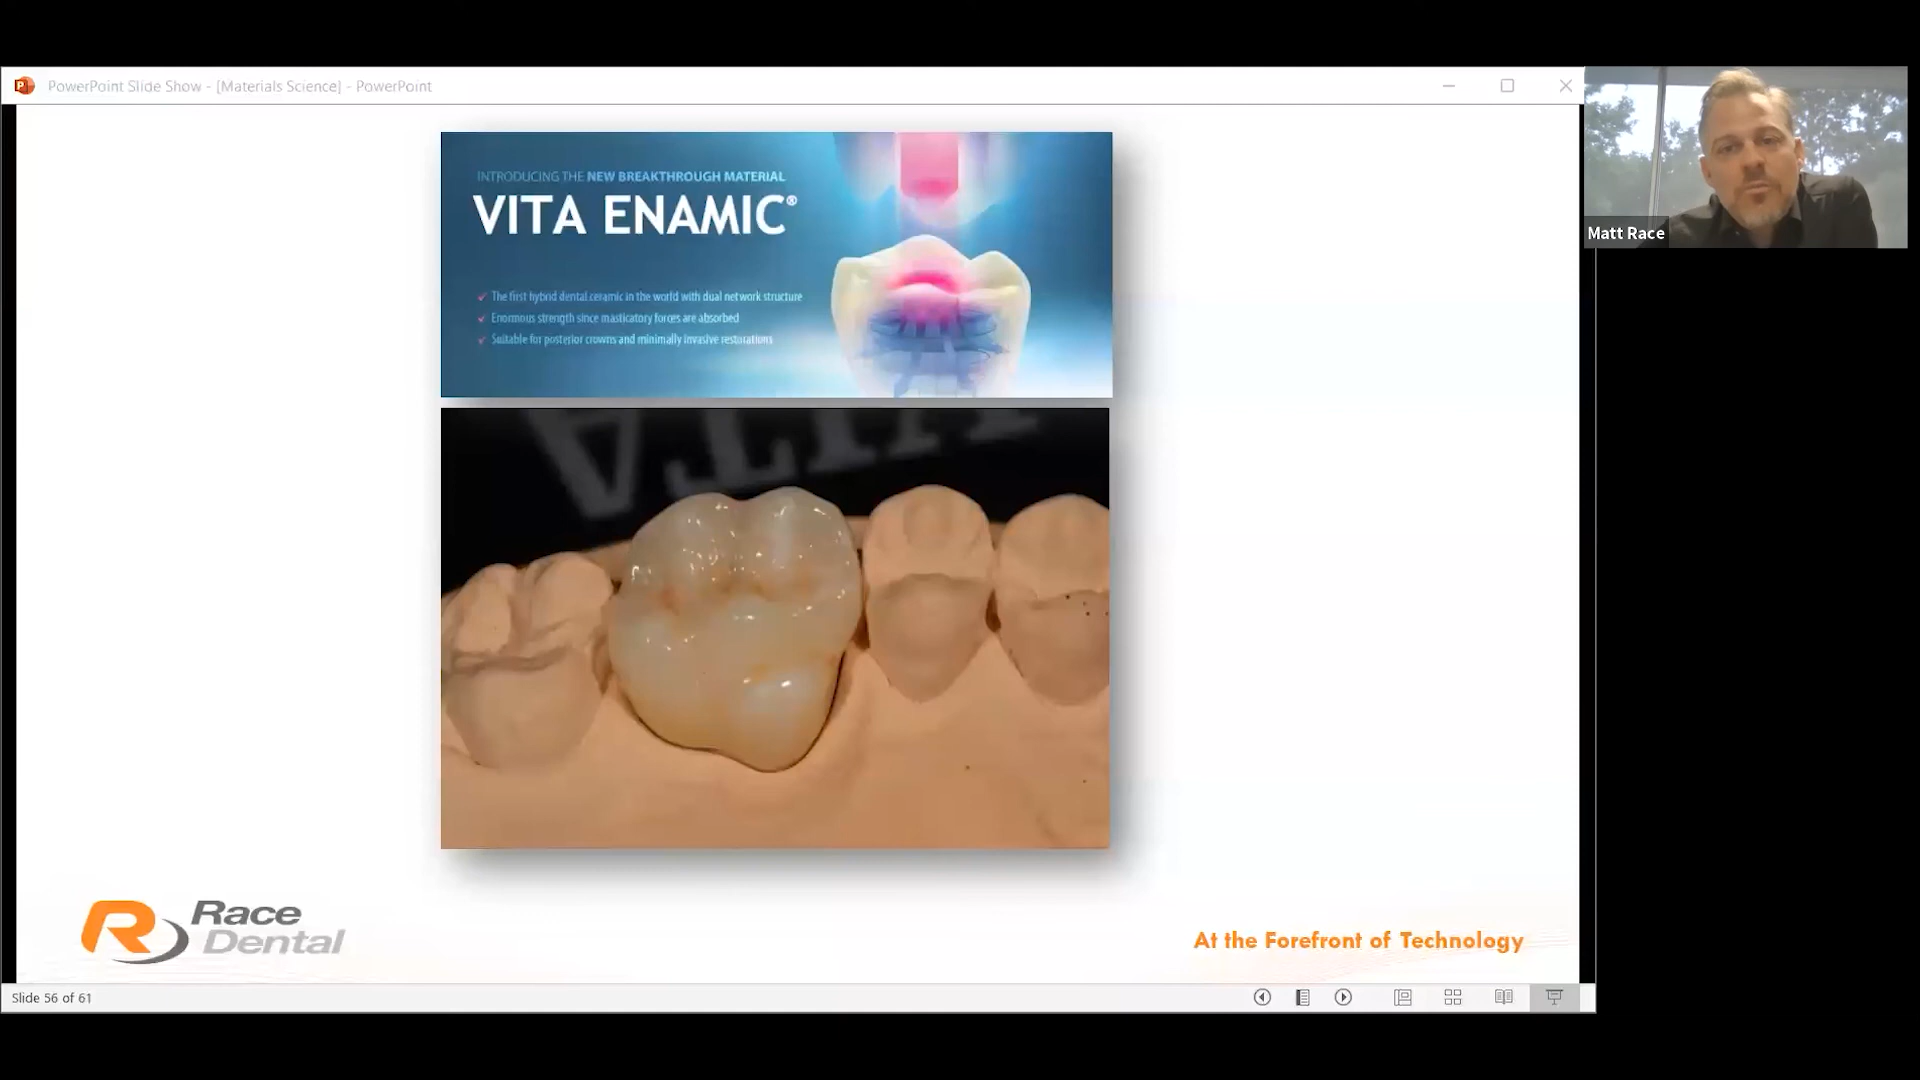 PowerPoint Slide Show - [Materials Science] - PowerPoint
Matt Race
INTRODUCING THE NEW BREAKTHROUGH MATERIAL
VITA ENAMIC®
✓ The first hybrid dental ceramic in the world with dual network structure
✓ Enormous strength since masticatory forces are absorbed
✓ Suitable for posterior crowns and minimally invasive restorations
VITA
Race
Dental
At the Forefront of Technology
Slide 56 of 61